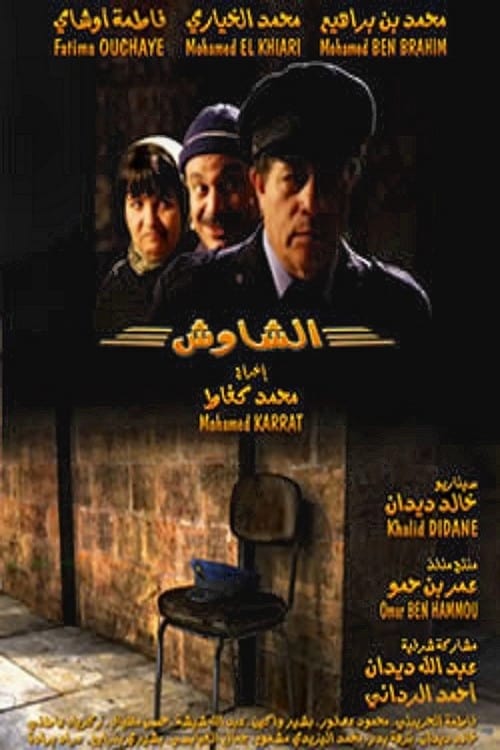 محمد بن براهيم محمد الخياري فاطمة أوشاي
Fatima OUCHAYE Mohamed EL KHIARI Mohamed BEN BRAHIM
الشاوش
إخراج
محمد كغاط
Mohamed KARRAT
سيناريو
خالد ديدان
Khalid DIDANE
منتج منفذ
عمر بن حمو
Omar BEN HAMMOU
مشاركة شرفية
عبد الله ديدان
احمد الرداني